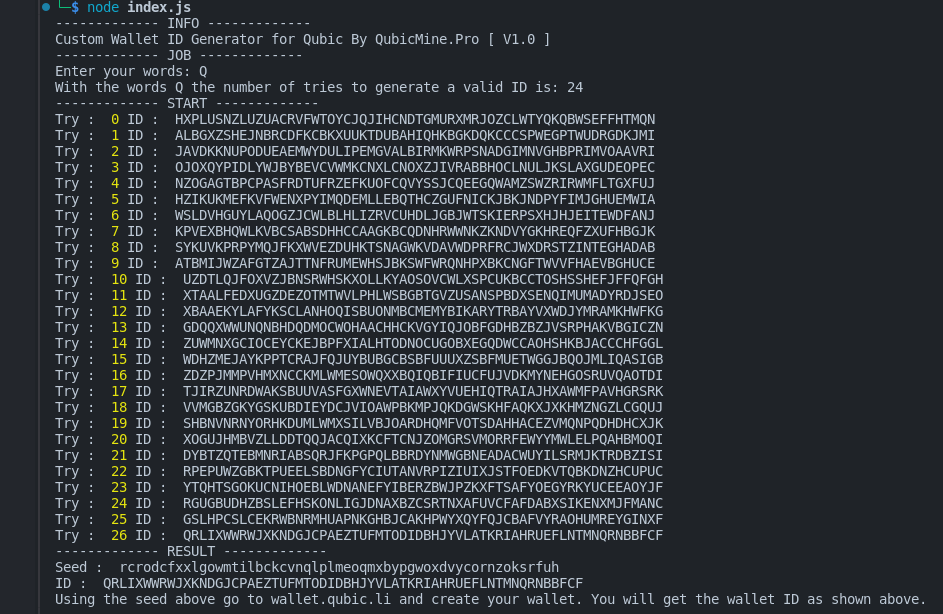 └─$ node index.js
------------- INFO -------------
Custom Wallet ID Generator for Qubic By QubicMine.Pro [ V1.0 ]
------------- JOB -------------
Enter your words: Q
With the words Q the number of tries to generate a valid ID is: 24
------------- START -------------
Try :  0 ID :  HXPLUSNZLUZUACRVFWTOYCJQJIHCNDTGMURXMRJOZCLWTYQKQBWSEFFHTMQN
Try :  1 ID :  ALBGXZSHEJNBRCDFKCBKXUUKTDUBAHIQHKBGKDQKCCCSPWEGPTWUDRGDKJMI
Try :  2 ID :  JAVDKKNUPODUEAEMWYDULIPEMGVALBIRMKWRPSNADGIMNVGHBPRIMVOAAVRI
Try :  3 ID :  OJOXQYPIDLYWJBYBEVCVWMKCNXLCNOXZJIVRABBHOCLNULJKSLAXGUDEOPEC
Try :  4 ID :  NZOGAGTBPCPASFRDTUFRZEFKUOFCQVYSSJCQEEGQWAMZSWZRIRWMFLTGXFUJ
Try :  5 ID :  HZIKUKMEFKVFWENXPYIMQDEMLLEBQTHCZGUFNICKJBKJNDPYFIMJGHUEMWIA
Try :  6 ID :  WSLDVHGUYLAQOGZJCWLBLHLIZRVCUHDLJGBJWTSKIERPSXHJHJEITEWDFANJ
Try :  7 ID :  KPVEXBHQWLKVBCSABSDHHCCAAGKBCQDNHRWWNKZKNDVYGKHREQFZXUFHBGJK
Try :  8 ID :  SYKUVKPRPYMQJFKXWVEZDUHKTSNAGWKVDAVWDPRFRCJWXDRSTZINTEGHADAB
Try :  9 ID :  ATBMIJWZAFGTZAJTTNFRUMEWHSJBKSWFWRQNHPXBKCNGFTWVVFHAEVBGHUCE
Try :  10 ID :  UZDTLQJFOXVZJBNSRWHSKXOLLKYAOSOVCWLXSPCUKBCCTOSHSSHEFJFFQFGH
Try :  11 ID :  XTAALFEDXUGZDEZOTMTWVLPHLWSBGBTGVZUSANSPBDXSENQIMUMADYRDJSEO
Try :  12 ID :  XBAAEKYLAFYKSCLANHOQISBUONMBCMEMYBIKARYTRBAYVXWDJYMRAMKHWFKG
Try :  13 ID :  GDQQXWWUNQNBHDQDMOCWOHAACHHCKVGYIQJOBFGDHBZBZJVSRPHAKVBGICZN
Try :  14 ID :  ZUWMNXGCIOCEYCKEJBPFXIALHTODNOCUGOBXEGQDWCCAOHSHKBJACCCHFGGL
Try :  15 ID :  WDHZMEJAYKPPTCRAJFQJUYBUBGCBSBFUUUXZSBFMUETWGGJBQOJMLIQASIGB
Try :  16 ID :  ZDZPJMMPVHMXNCCKMLWMESOWQXXBQIQBIFIUCFUJVDKMYNEHGOSRUVQAOTDI
Try :  17 ID :  TJIRZUNRDWAKSBUUVASFGXWNEVTAIAWXYVUEHIQTRAIAJHXAWMFPAVHGRSRK
Try :  18 ID :  VVMGBZGKYGSKUBDIEYDCJVIOAWPBKMPJQKDGWSKHFAQKXJXKHMZNGZLCGQUJ
Try :  19 ID :  SHBNVNRNYORHKDUMLWMXSILVBJOARDHQMFVOTSDAHHACEZVMQNPQDHDHCXJK
Try :  20 ID :  XOGUJHMBVZLLDDTQQJACQIXKCFTCNJZOMGRSVMORRFEWYYMWLELPQAHBMOQI
Try :  21 ID :  DYBTZQTEBMNRIABSQRJFKPGPQLBBRDYNMWGBNEADACWUYILSRMJKTRDBZISI
Try :  22 ID :  RPEPUWZGBKTPUEELSBDNGFYCIUTANVRPIZIUIXJSTFOEDKVTQBKDNZHCUPUC
Try :  23 ID :  YTQHTSGOKUCNIHOEBLWDNANEFYIBERZBWJPZKXFTSAFYOEGYRKYUCEEAOYJF
Try :  24 ID :  RGUGBUDHZBSLEFHSKONLIGJDNAXBZCSRTNXAFUVCFAFDABXSIKENXMJFMANC
Try :  25 ID :  GSLHPCSLCEKRWBNRMHUAPNKGHBJCAKHPWYXQYFQJCBAFVYRAOHUMREYGINXF
Try :  26 ID :  QRLIXWWRWJXKNDGJCPAEZTUFMTODIDBHJYVLATKRIAHRUEFLNTMNQRNBBFCF
------------- RESULT -------------
Seed :  rcrodcfxxlgowmtilbckcvnqlplmeoqmxbypgwoxdvycornzoksrfuh
ID :  QRLIXWWRWJXKNDGJCPAEZTUFMTODIDBHJYVLATKRIAHRUEFLNTMNQRNBBFCF
Using the seed above go to wallet.qubic.li and create your wallet. You will get the wallet ID as shown above.